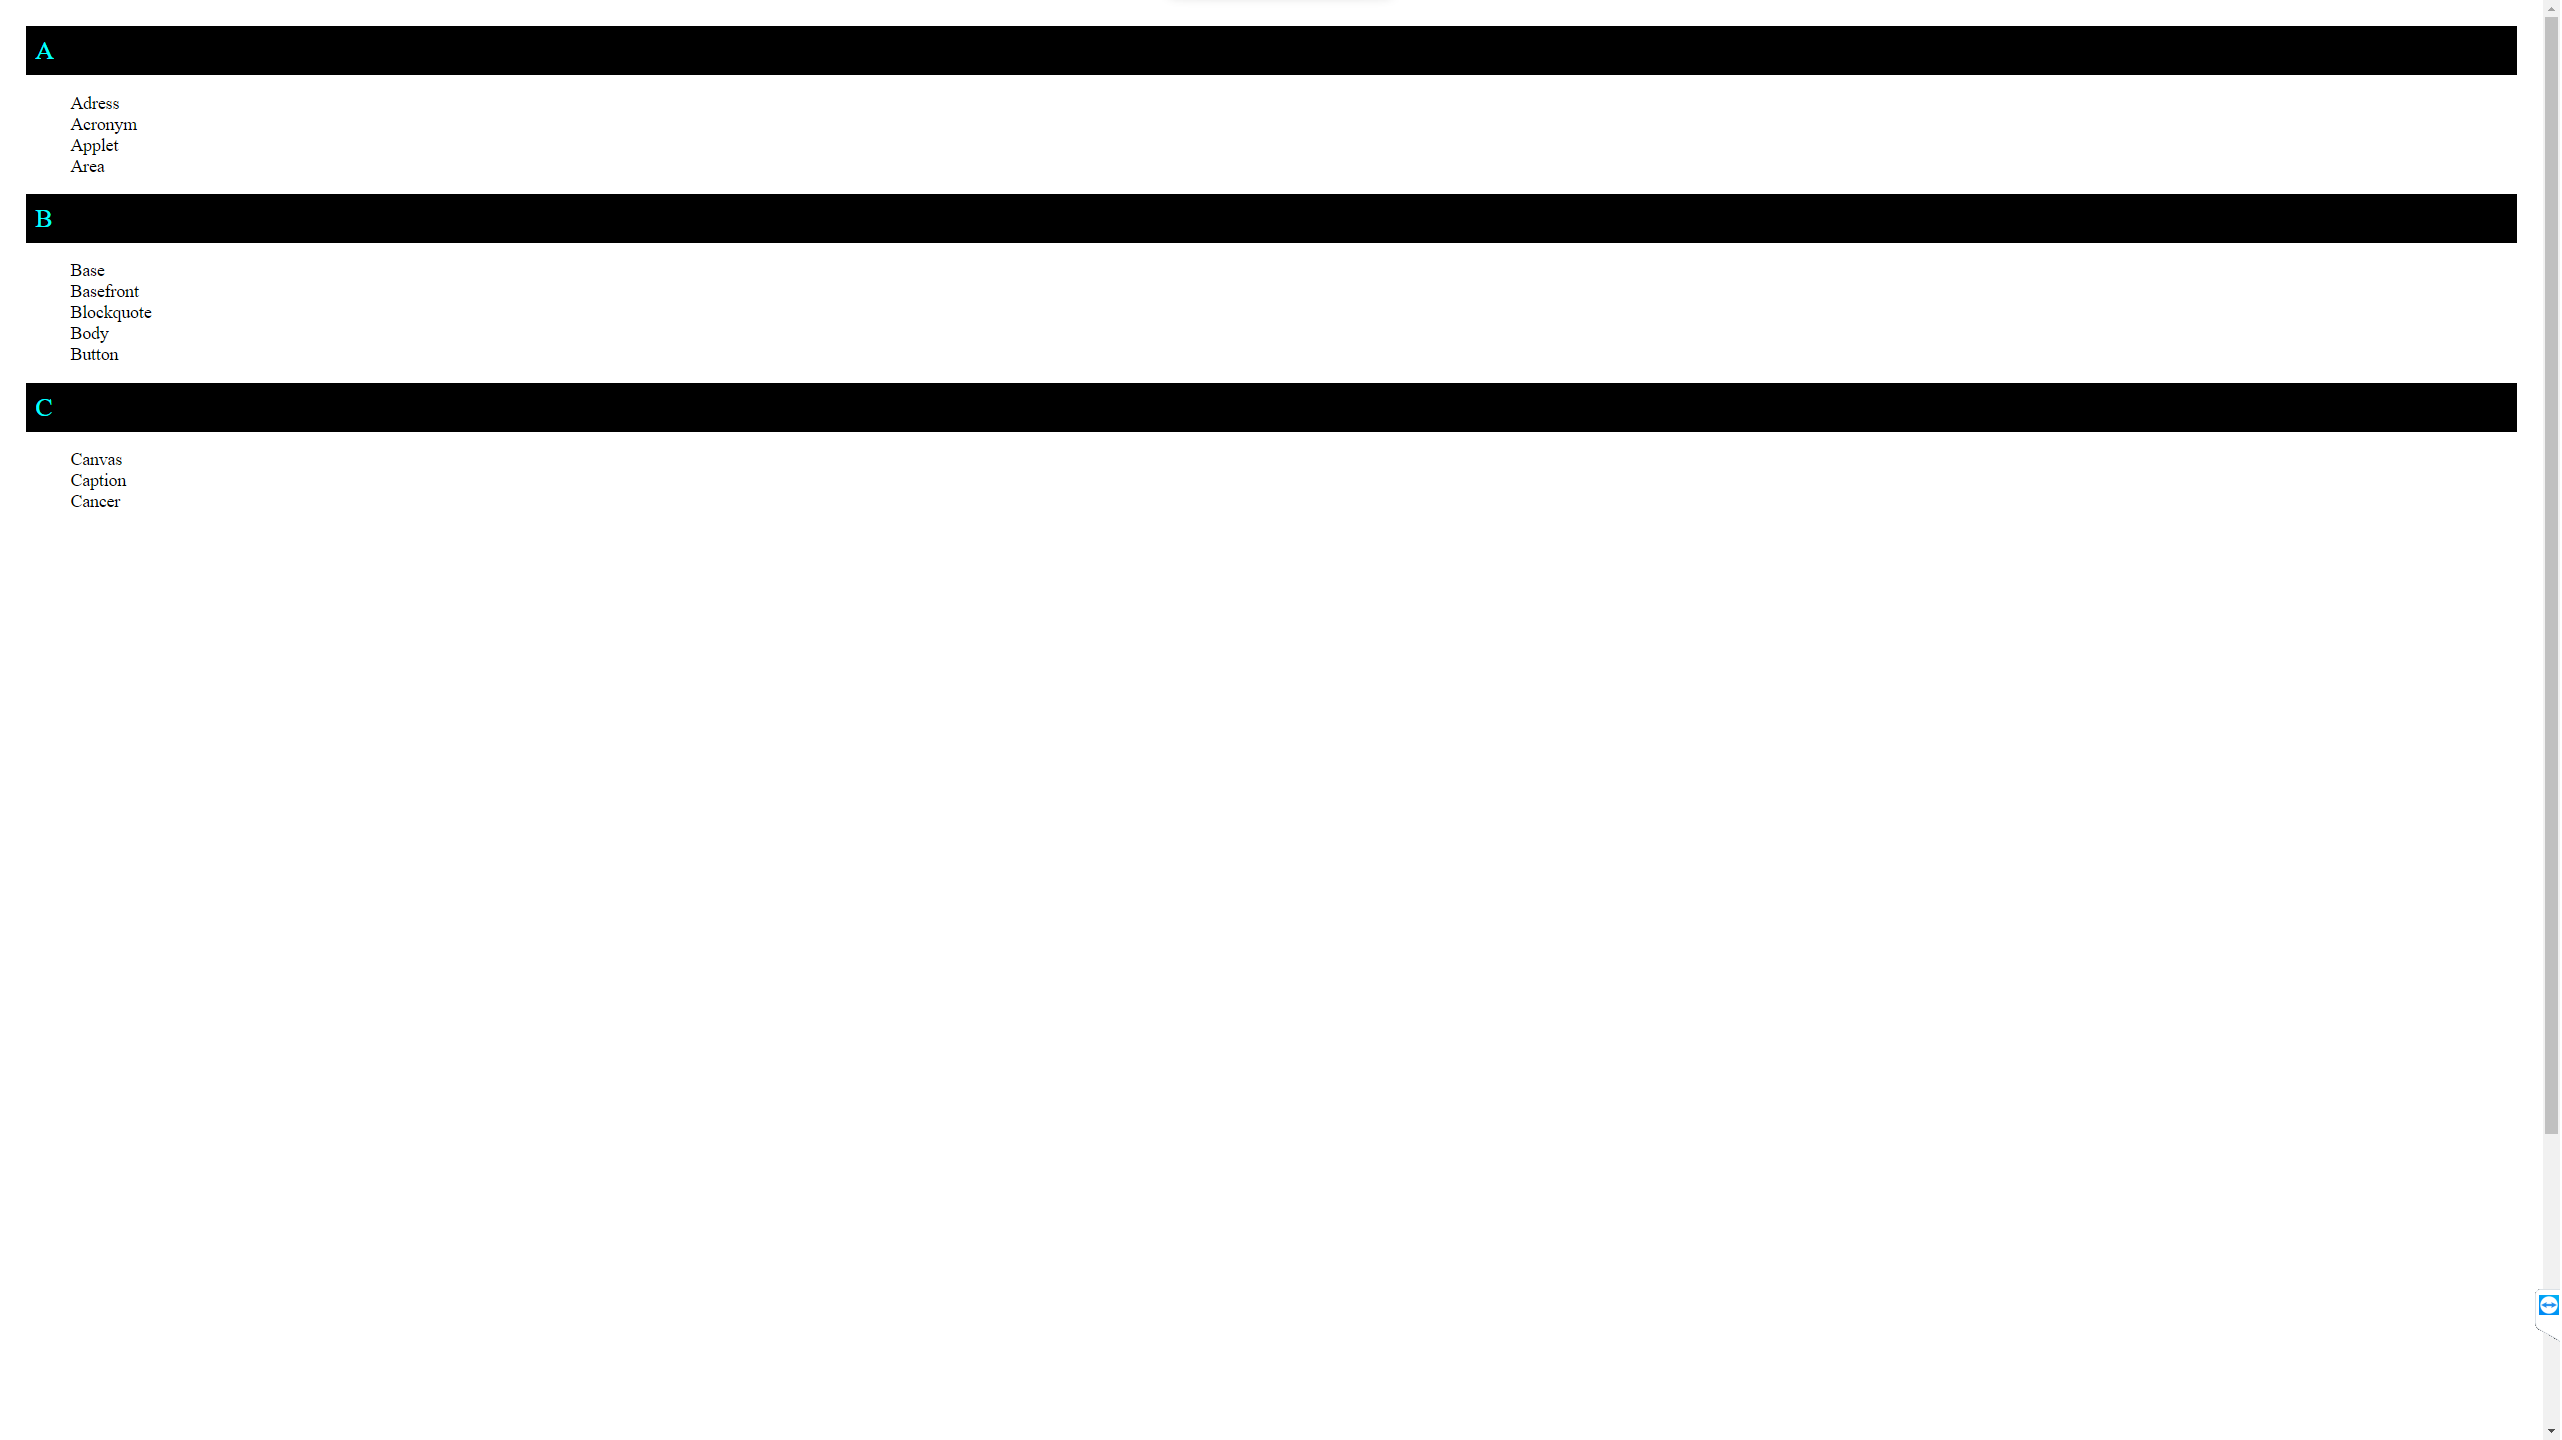 A
Adress
Acronym
Applet
Area
B
Base
Basefront
Blockquote
Body
Button
C
Canvas
Caption
Cancer